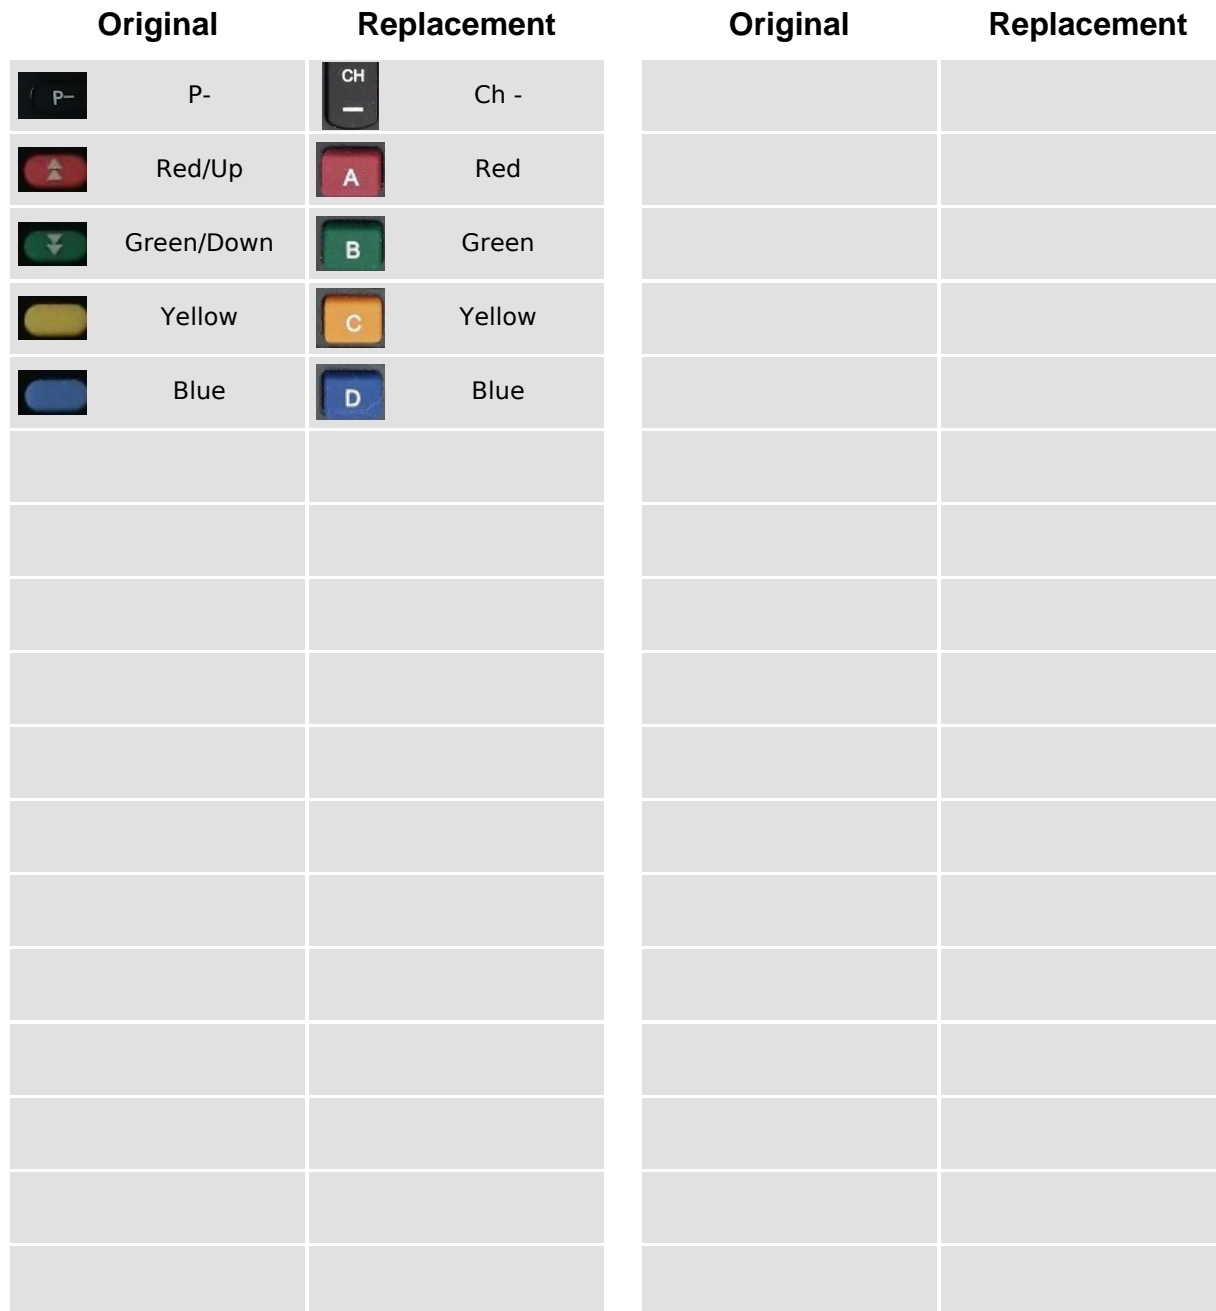 Original Replacement Original Replacement
P- P- CH Ch -
Red/Up A Red
Green/Down B Green
Yellow C Yellow
Blue D Blue